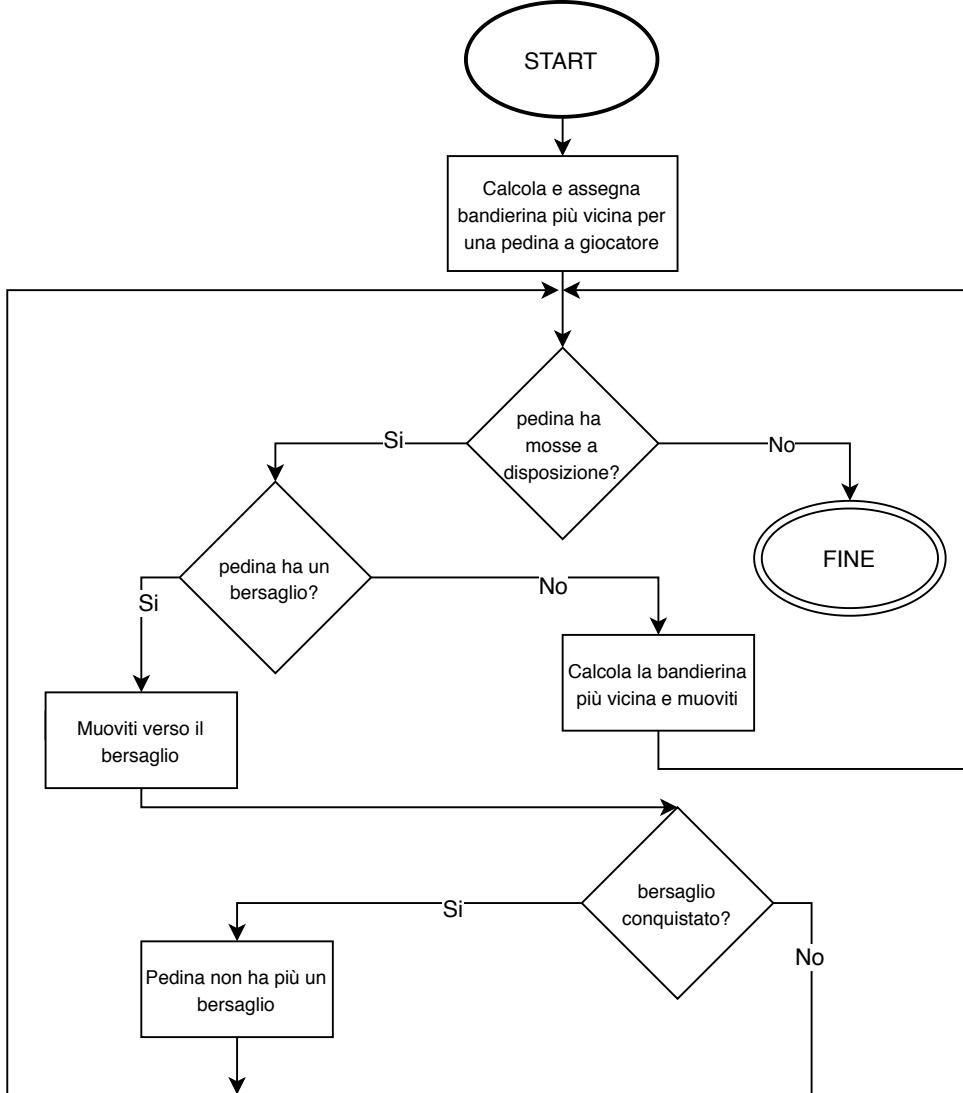 START
Calcola e assegna
bandierina più vicina per
una pedina a giocatore
pedina ha
mosse a
disposizione?
Si
No
FINE
pedina ha un
bersaglio?
Si
No
Calcola la bandierina
più vicina e muoviti
Muoviti verso il
bersaglio
bersaglio
conquistato?
Si
No
Pedina non ha più un
bersaglio